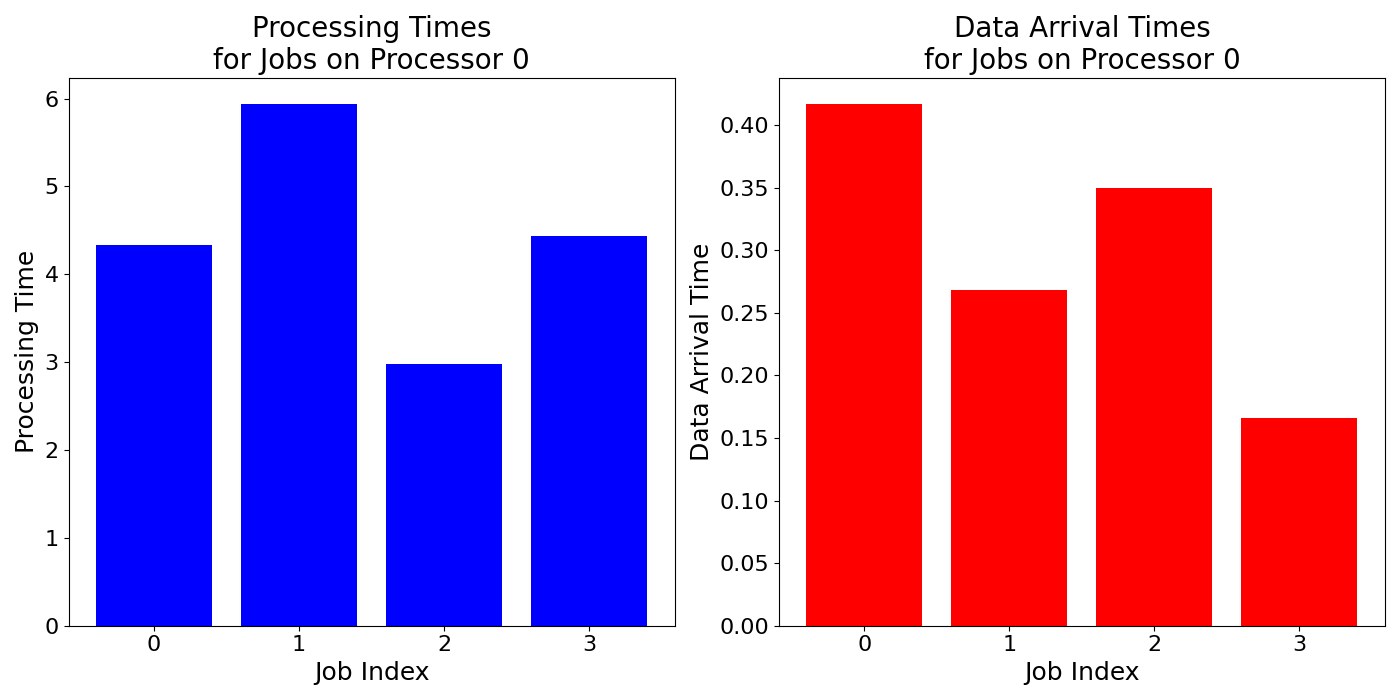 Processing Times
for Jobs on Processor 0
Processing Time
6
5
4
3
2
1
0
0 1 2 3
Job Index
Data Arrival Times
for Jobs on Processor 0
Data Arrival Time
0.40
0.35
0.30
0.25
0.20
0.15
0.10
0.05
0.00
0 1 2 3
Job Index